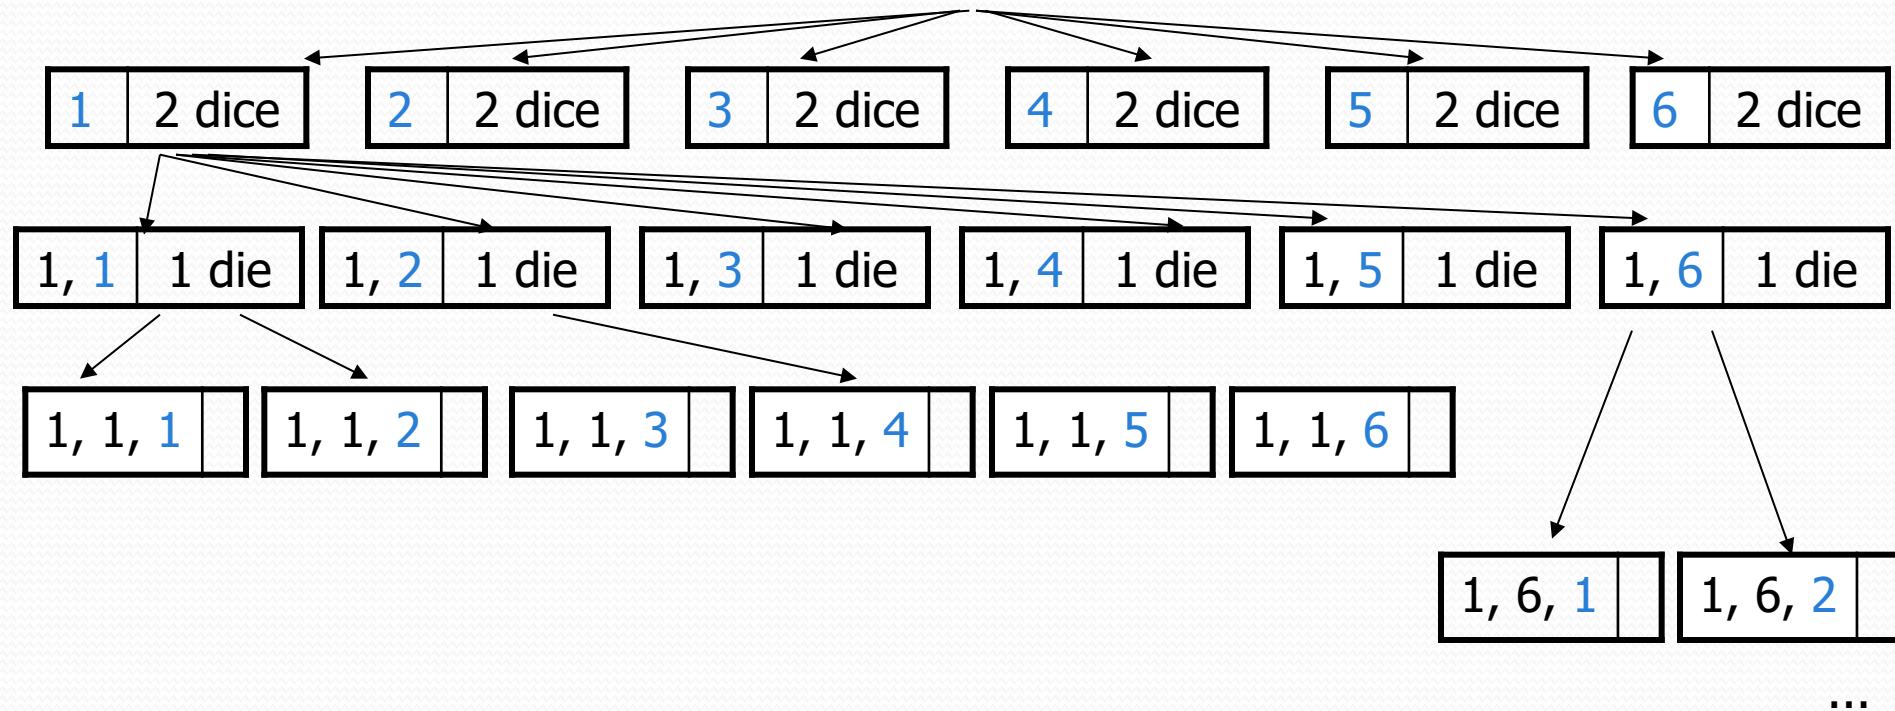 1 2 dice 2 2 dice 3 2 dice 4 2 dice 5 2 dice 6 2 dice
1, 1 1 die 1, 2 1 die 1, 3 1 die 1, 4 1 die 1, 5 1 die 1, 6 1 die
1, 1, 1 1, 1, 2 1, 1, 3 1, 1, 4 1, 1, 5 1, 1, 6
1, 6, 1 1, 6, 2
...